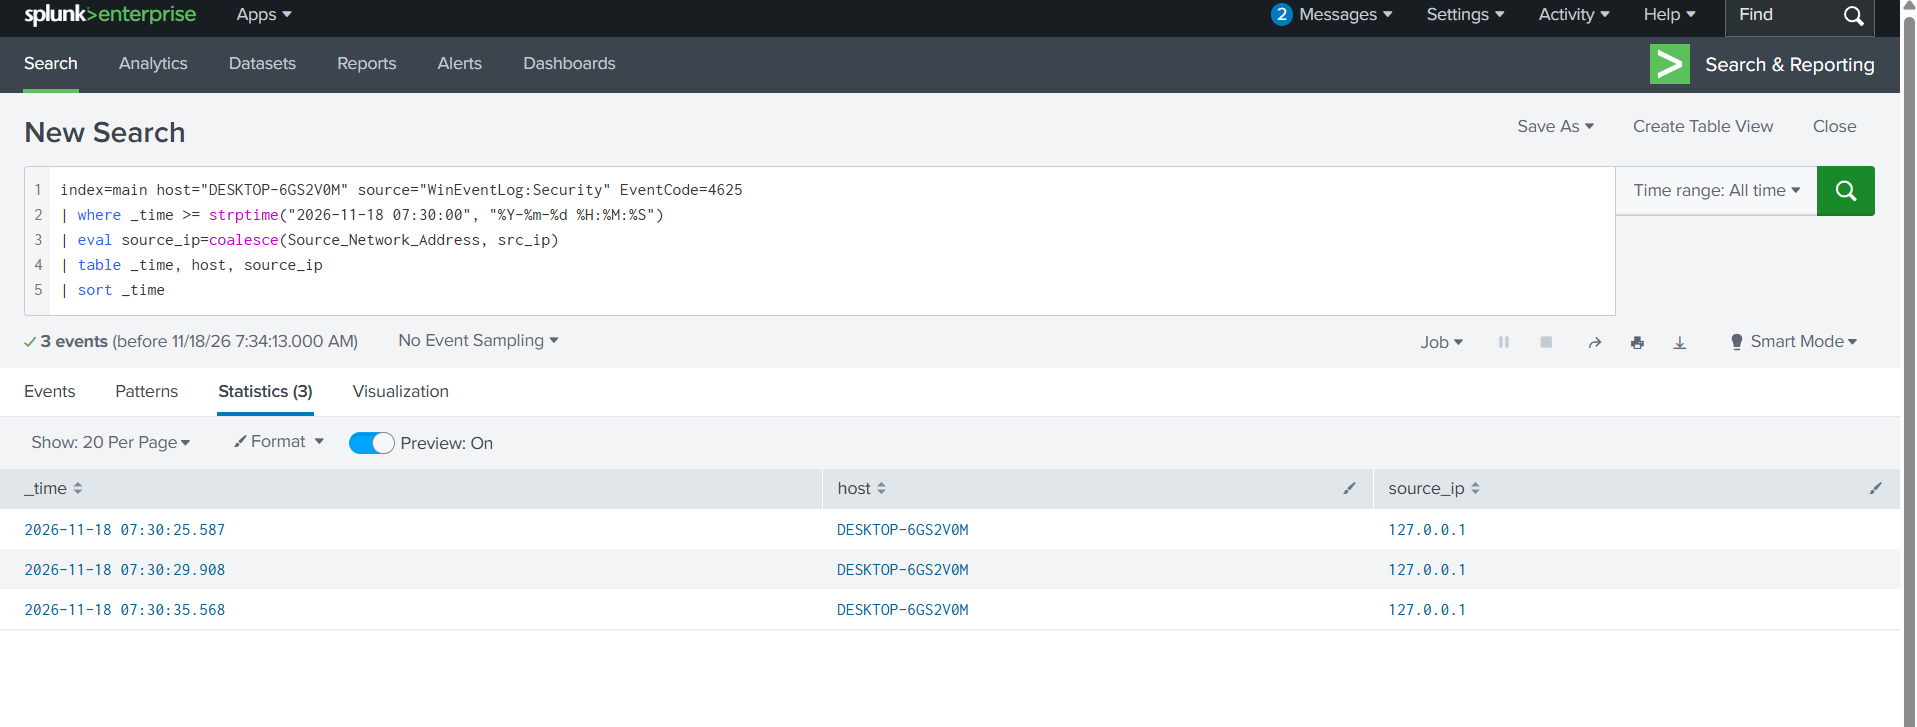 splunk>enterprise Apps 2 Messages Settings Activity Help Find
Search Analytics Datasets Reports Alerts Dashboards > Search & Reporting
New Search Save As Create Table View Close
1 index=main host="DESKTOP-6GS2V0M" source="WinEventLog:Security" EventCode=4625 Time range: All time
2 | where _time >= strptime("2026-11-18 07:30:00", "%Y-%m-%d %H:%M:%S")
3 | eval source_ip=coalesce(Source_Network_Address, src_ip)
4 | table _time, host, source_ip
5 | sort _time
3 events (before 11/18/26 7:34:13.000 AM) No Event Sampling Job Smart Mode
Events Patterns Statistics (3) Visualization
Show: 20 Per Page Format Preview: On
_time host source_ip
2026-11-18 07:30:25.587 DESKTOP-6GS2V0M 127.0.0.1
2026-11-18 07:30:29.908 DESKTOP-6GS2V0M 127.0.0.1
2026-11-18 07:30:35.568 DESKTOP-6GS2V0M 127.0.0.1